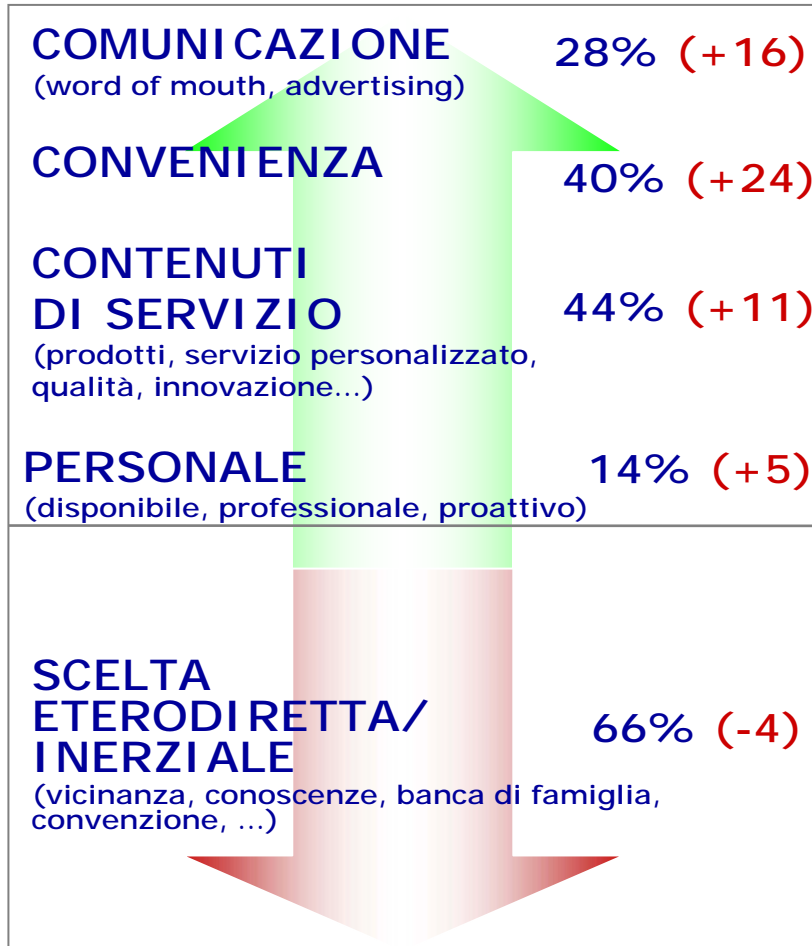 COMUNICAZIONE 28% (+16)
(word of mouth, advertising)
CONVENIENZA 40% (+24)
CONTENUTI
DI SERVIZIO 44% (+11)
(prodotti, servizio personalizzato,
qualità, innovazione...)
PERSONALE 14% (+5)
(disponibile, professionale, proattivo)
SCELTA
ETERODIRETTA/ 66% (-4)
INERZIALE
(vicinanza, conoscenze, banca di famiglia,
convenzione, ...)